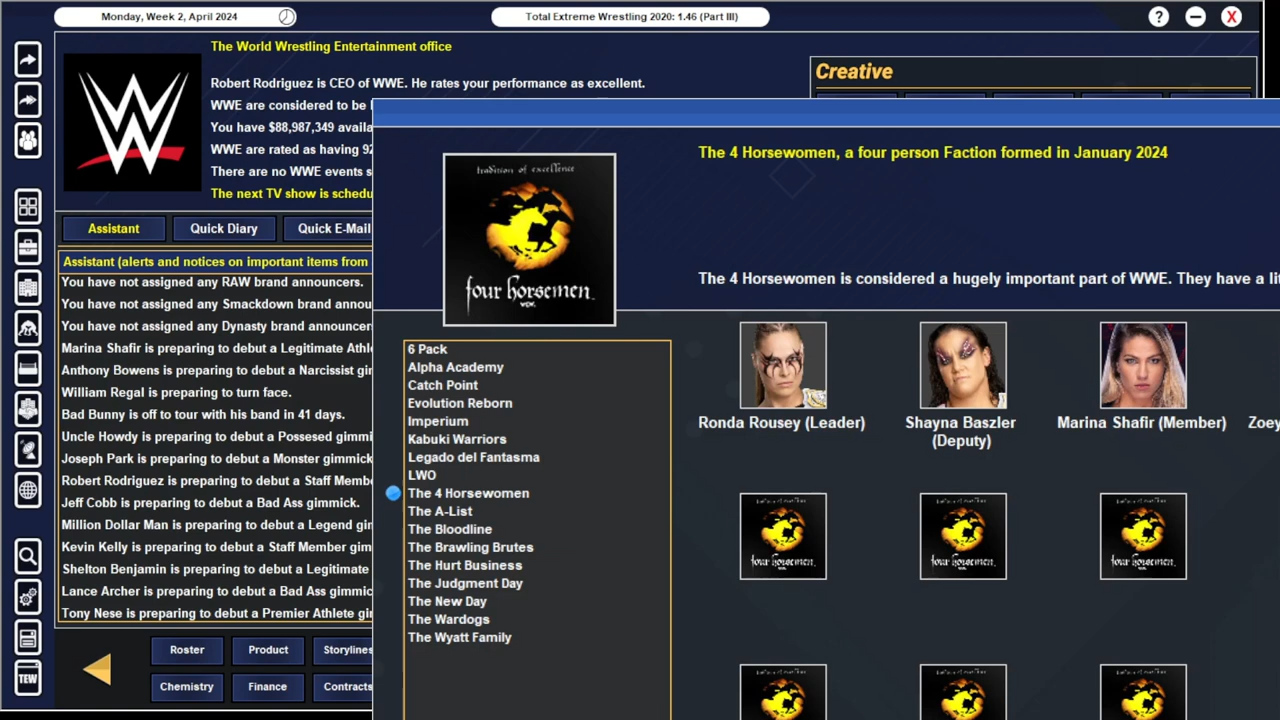 Monday, Week 2, April 2024
Total Extreme Wrestling 2020: 1.46 (Part III)
?
X
The World Wrestling Entertainment office
Robert Rodriguez is CEO of WWE. He rates your performance as excellent.
WWE are considered to be
You have $88,987,349 availa
WWE are rated as having 92
There are no WWE events s
The next TV show is schedu
Creative
Assistant
Quick Diary
Quick E-Mail
Assistant (alerts and notices on important items from
You have not assigned any RAW brand announcers.
You have not assigned any Smackdown brand annou
You have not assigned any Dynasty brand announcers
Marina Shafir is preparing to debut a Legitimate Athl
Anthony Bowens is preparing to debut a Narcissist gi
William Regal is preparing to turn face.
Bad Bunny is off to tour with his band in 41 days.
Uncle Howdy is preparing to debut a Possesed gimmi
Joseph Park is preparing to debut a Monster gimmick
Robert Rodriguez is preparing to debut a Staff Membe
Jeff Cobb is preparing to debut a Bad Ass gimmick.
Million Dollar Man is preparing to debut a Legend gi
Kevin Kelly is preparing to debut a Staff Member gim
Shelton Benjamin is preparing to debut a Legitimate
Lance Archer is preparing to debut a Bad Ass gimmic
Tony Nese is preparing to debut a Premier Athlete gi
Roster
Product
Storylines
Chemistry
Finance
Contracts
TEW
tradition of excellence
four horsemen
The 4 Horsewomen, a four person Faction formed in January 2024
The 4 Horsewomen is considered a hugely important part of WWE. They have a li
6 Pack
Alpha Academy
Catch Point
Evolution Reborn
Imperium
Kabuki Warriors
Legado del Fantasma
LWO
The 4 Horsewomen
The A-List
The Bloodline
The Brawling Brutes
The Hurt Business
The Judgment Day
The New Day
The Wardogs
The Wyatt Family
Ronda Rousey (Leader)
Shayna Baszler
(Deputy)
Marina Shafir (Member)
Zoey
four horsemen
four horsemen
four horsemen